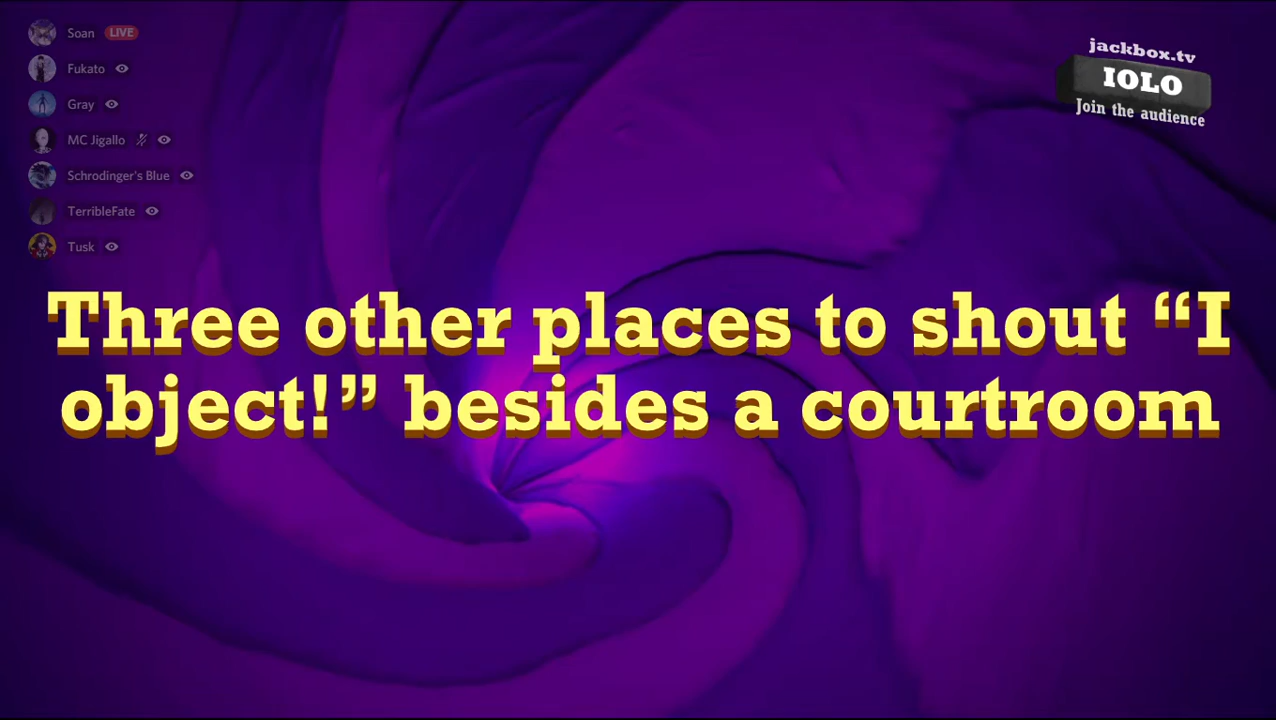 Soan LIVE
Fukato
Gray
MC Jigallo
Schrodinger's Blue
TerribleFate
Tusk
jackbox.tv
IOLO
Join the audience
Three other places to shout “I
object!” besides a courtroom